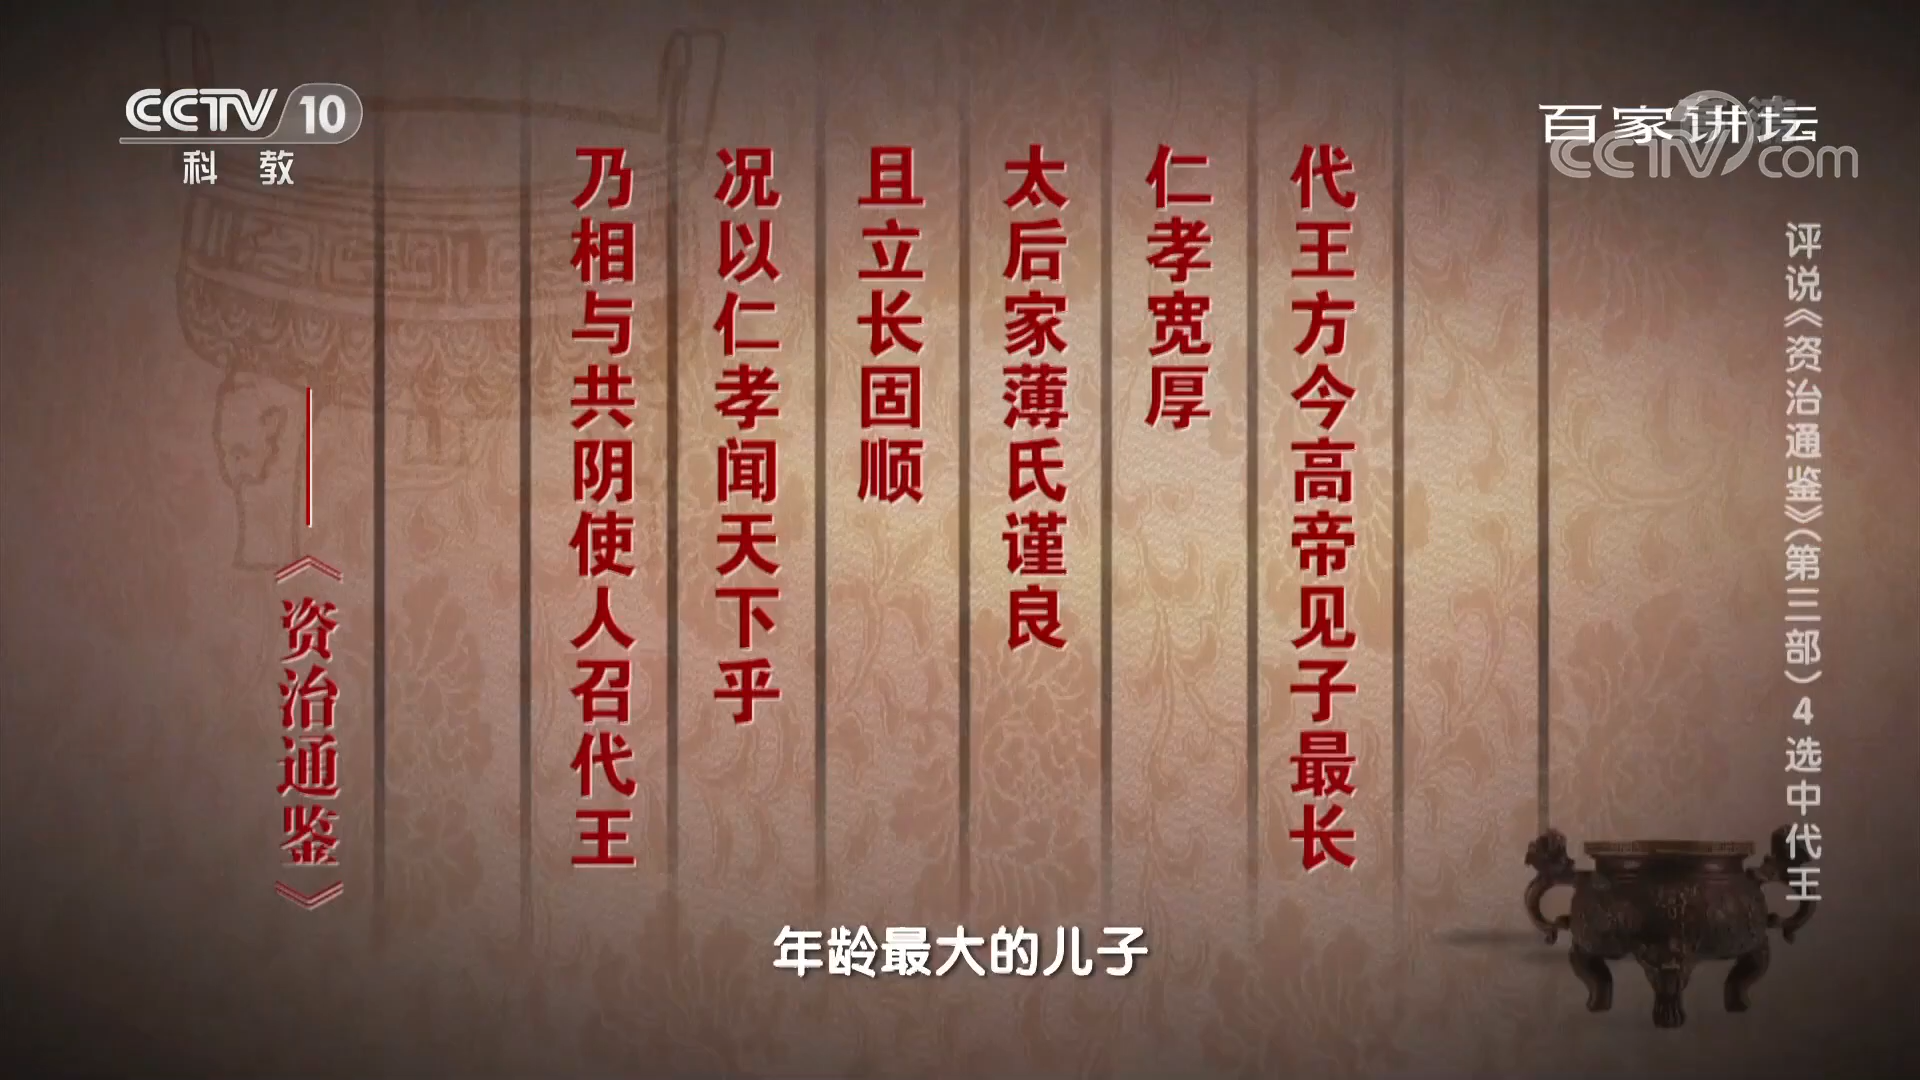 CCTV 10
科教
百家讲坛
CCTV.com
评说《资治通鉴》（第三部）4 选中代王
代王方今高帝见子最长
仁孝宽厚
太后家薄氏谨良
且立长固顺
况以仁孝闻天下乎
乃相与共阴使人召代王
——《资治通鉴》
年龄最大的儿子